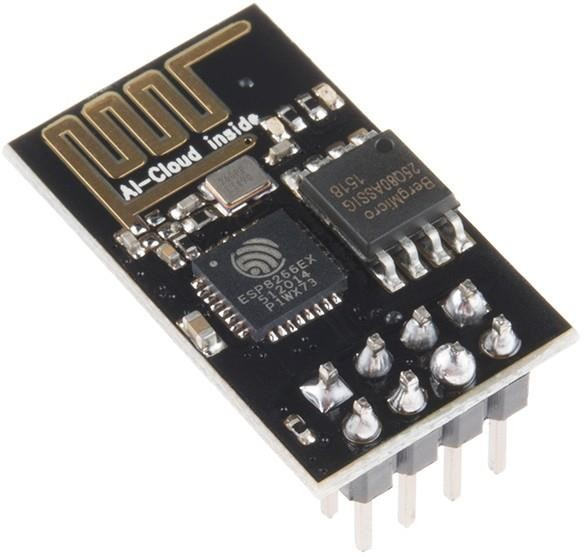 AI-Cloud inside
BergMicro
25Q80ASSIG
1518
ESP8266EX
512014
P1WX73